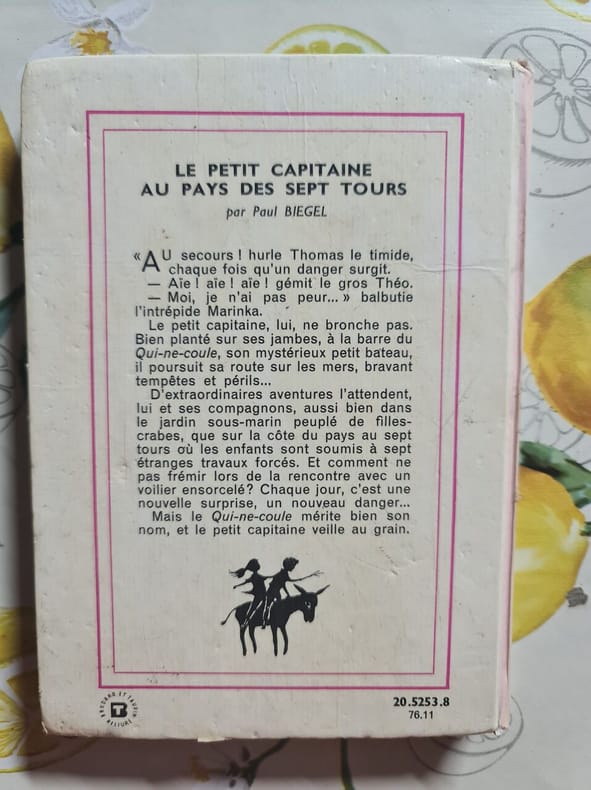 LE PETIT CAPITAINE
AU PAYS DES SEPT TOURS
par Paul BIEGEL
« AU secours ! hurle Thomas le timide,
chaque fois qu'un danger surgit.
— Aïe ! aïe ! aïe ! gémit le gros Théo.
— Moi, je n'ai pas peur... » balbutie
l'intrépide Marinka.
Le petit capitaine, lui, ne bronche pas.
Bien planté sur ses jambes, à la barre du
Qui-ne-coule, son mystérieux petit bateau,
il poursuit sa route sur les mers, bravant
tempêtes et périls...
D'extraordinaires aventures l'attendent,
lui et ses compagnons, aussi bien dans
le jardin sous-marin peuplé de filles-
crabes, que sur la côte du pays au sept
tours où les enfants sont soumis à sept
étranges travaux forcés. Et comment ne
pas frémir lors de la rencontre avec un
voilier ensorcelé ? Chaque jour, c'est une
nouvelle surprise, un nouveau danger...
Mais le Qui-ne-coule mérite bien son
nom, et le petit capitaine veille au grain.
BRODARD ET TAUPIN
RELIURE
20.5253.8
76.11